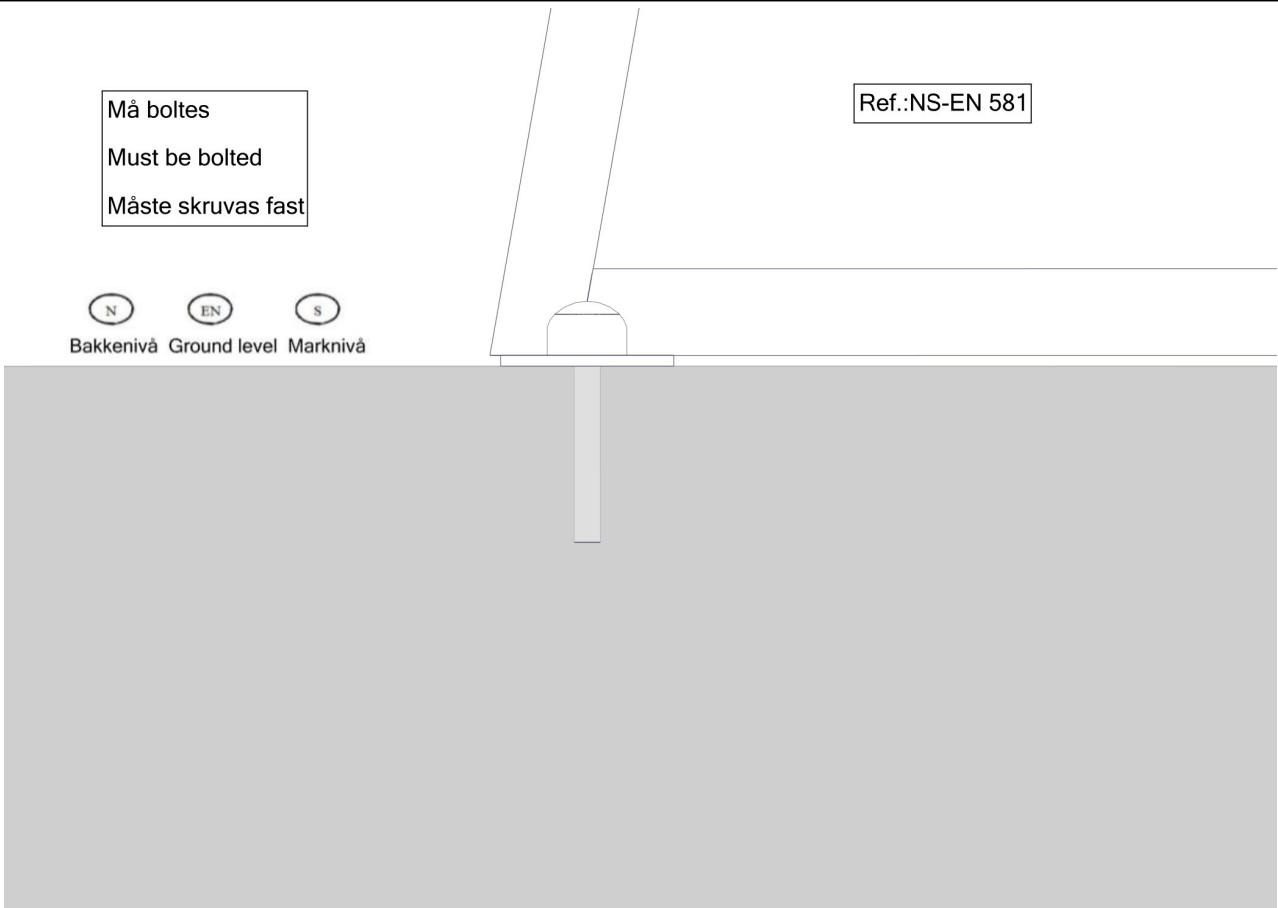 Må boltes
Must be bolted
Måste skruvas fast
Ref.:NS-EN 581
N EN S
Bakkenivå Ground level Marknivå